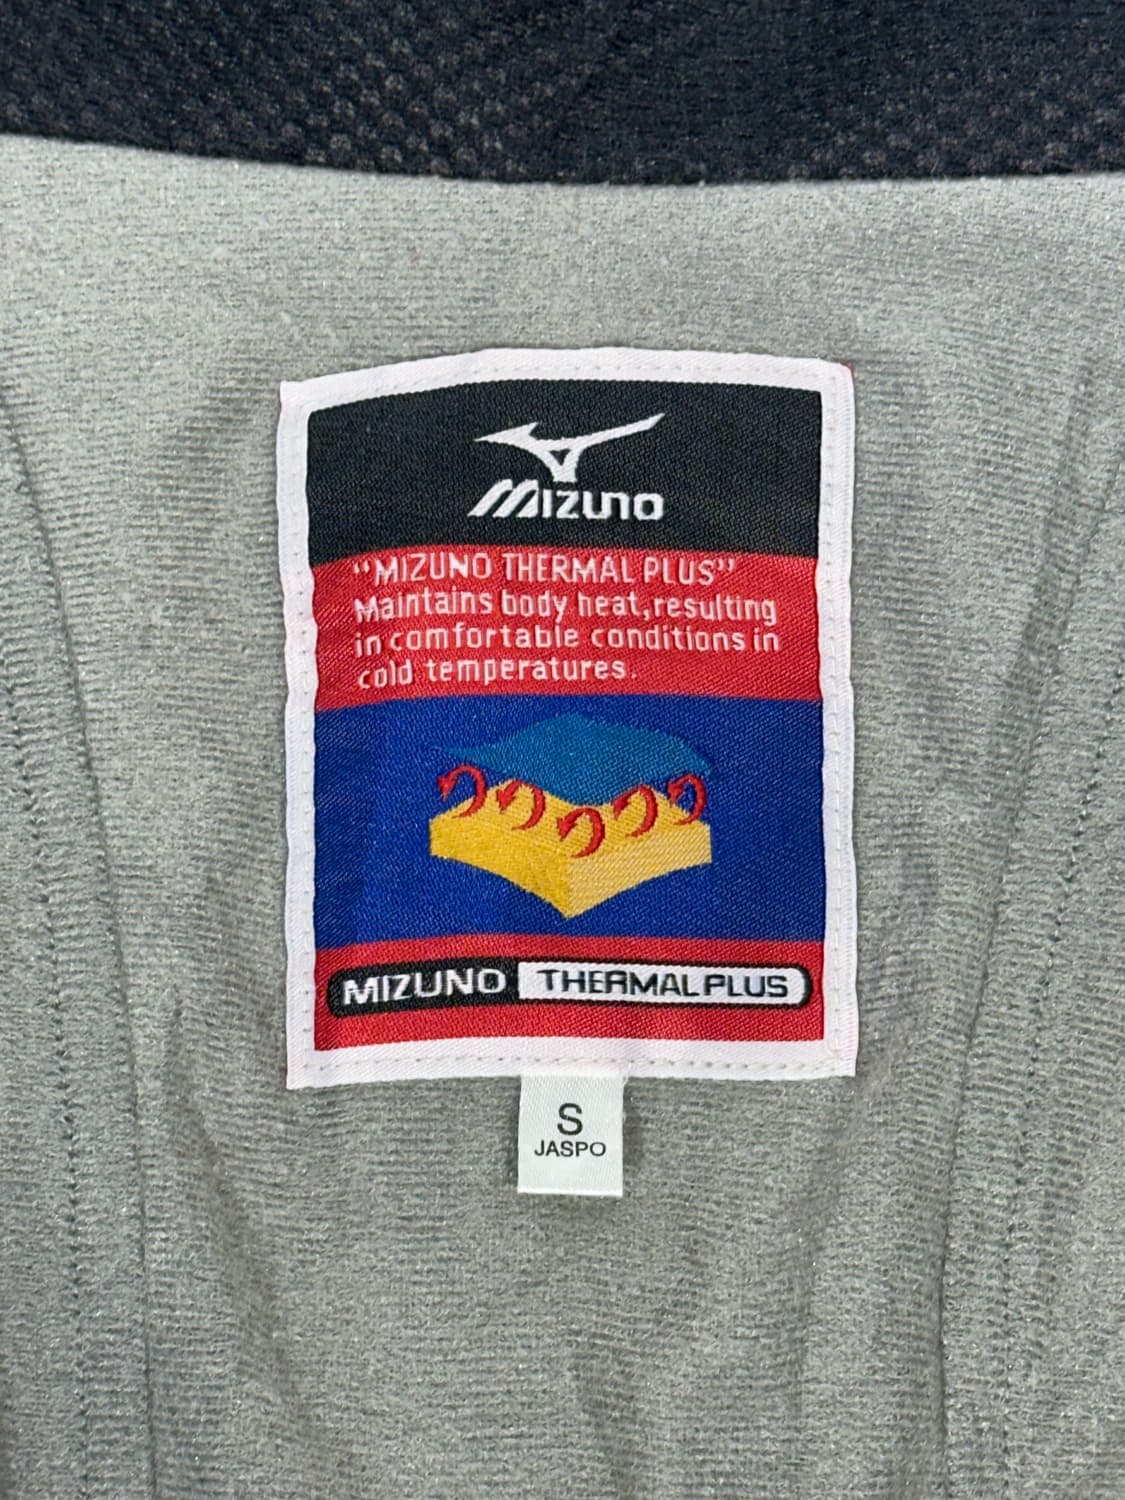 MIZUNO
"MIZUNO THERMAL PLUS"
Maintains body heat,resulting
in comfortable conditions in
cold temperatures.
MIZUNO THERMAL PLUS
S
JASPO